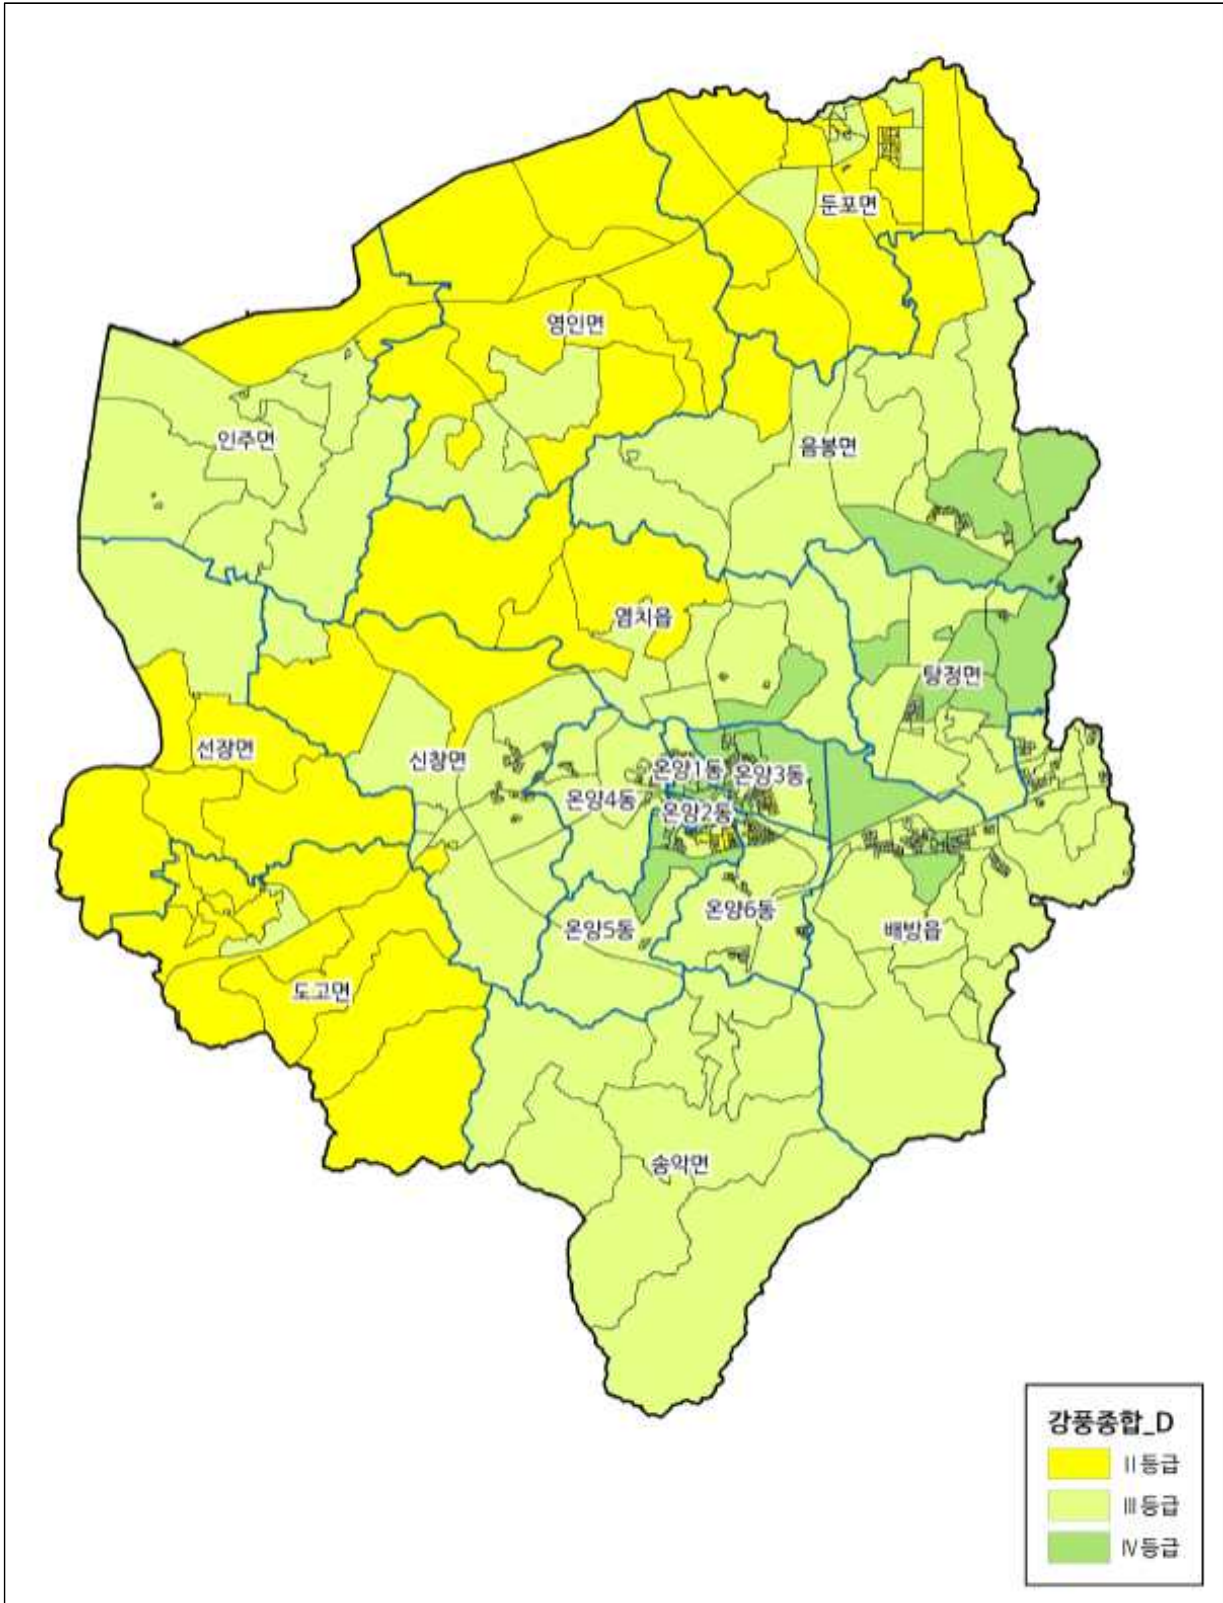 둔포면
영인면
인주면
음봉면
염치읍
탕정면
선장면
신창면
온양1동
온양3동
온양4동
온양2동
온양6동
온양5동
배방읍
도고면
송악면
강풍종합_D
Ⅱ등급
Ⅲ등급
Ⅳ등급